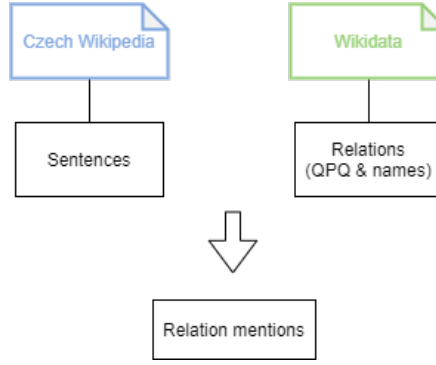 Czech Wikipedia
Wikidata
Sentences
Relations
(QPQ & names)
Relation mentions